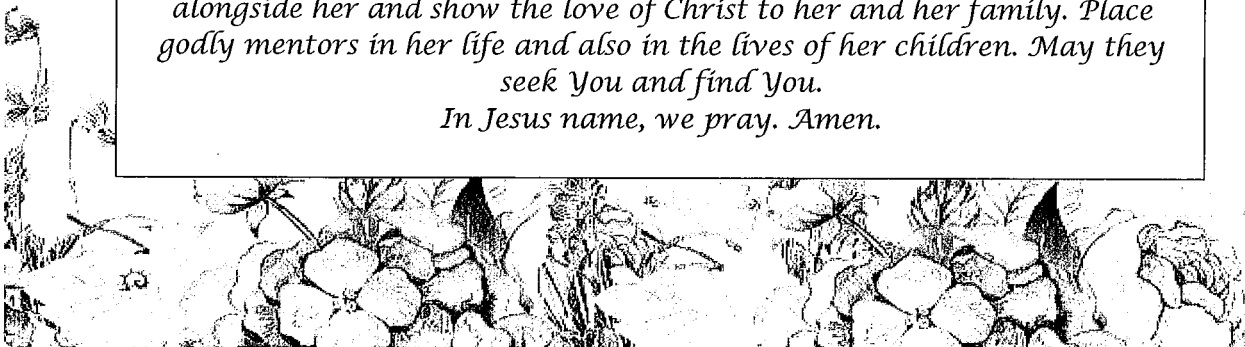 alongside her and show the love of Christ to her and her family. Place
godly mentors in her life and also in the lives of her children. May they
seek You and find You.
In Jesus name, we pray. Amen.